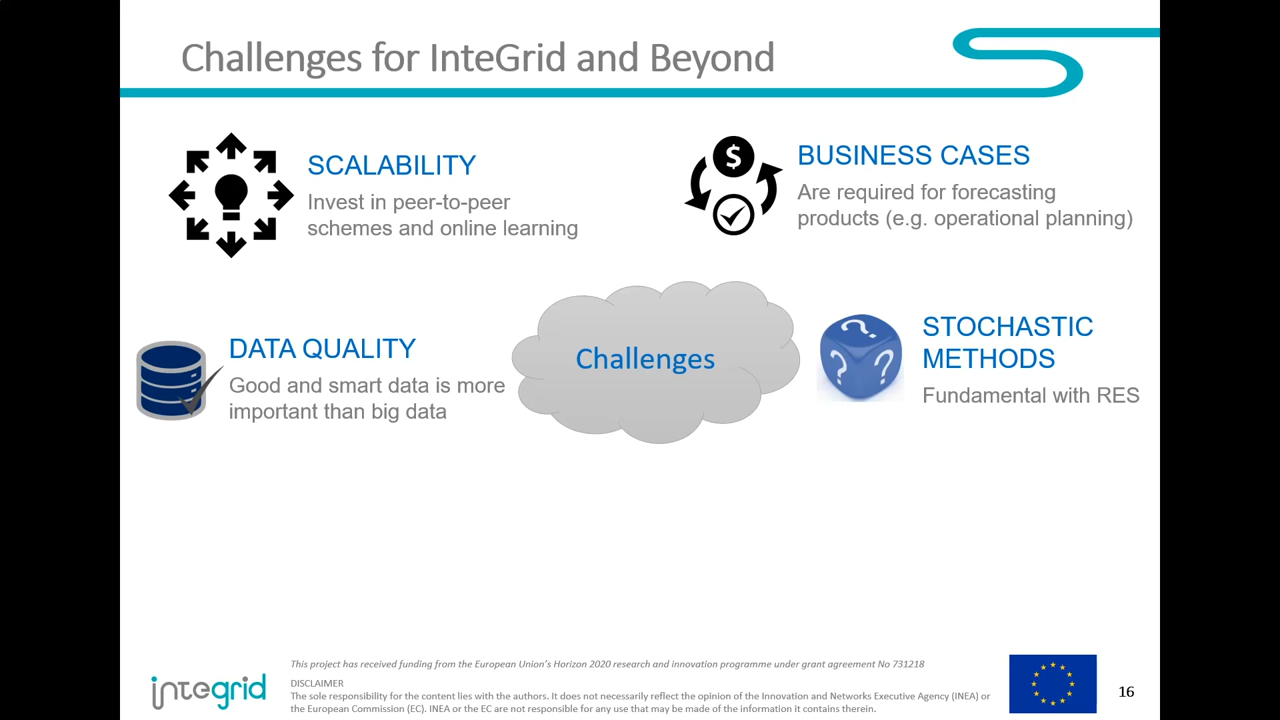 Challenges for InteGrid and Beyond
SCALABILITY
Invest in peer-to-peer
schemes and online learning
BUSINESS CASES
Are required for forecasting
products (e.g. operational planning)
DATA QUALITY
Good and smart data is more
important than big data
Challenges
STOCHASTIC
METHODS
Fundamental with RES
This project has received funding from the European Union's Horizon 2020 research and innovation programme under grant agreement No 731218
DISCLAIMER
The sole responsibility for the content lies with the authors. It does not necessarily reflect the opinion of the Innovation and Networks Executive Agency (INEA) or
the European Commission (EC). INEA or the EC are not responsible for any use that may be made of the information it contains therein.
integrid
16